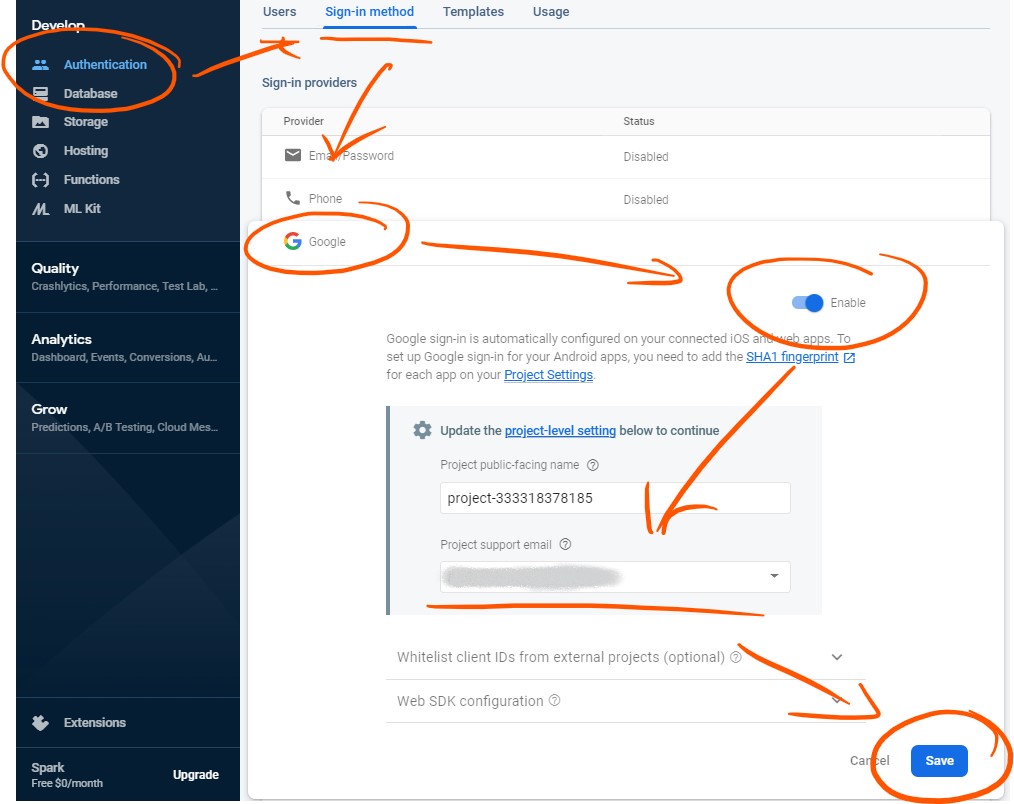 Develop
Authentication
Database
Storage
Hosting
Functions
ML Kit
Quality
Crashlytics, Performance, Test Lab, ...
Analytics
Dashboard, Events, Conversions, Au...
Grow
Predictions, A/B Testing, Cloud Mes...
Extensions
Spark
Free $0/month
Upgrade
Users Sign-in method Templates Usage
Sign-in providers
Provider Status
Email/Password Disabled
Phone Disabled
Google
Enable
Google sign-in is automatically configured on your connected iOS and web apps. To
set up Google sign-in for your Android apps, you need to add the SHA1 fingerprint
for each app on your Project Settings.
Update the project-level setting below to continue
Project public-facing name
project-333318378185
Project support email
Whitelist client IDs from external projects (optional)
Web SDK configuration
Cancel Save